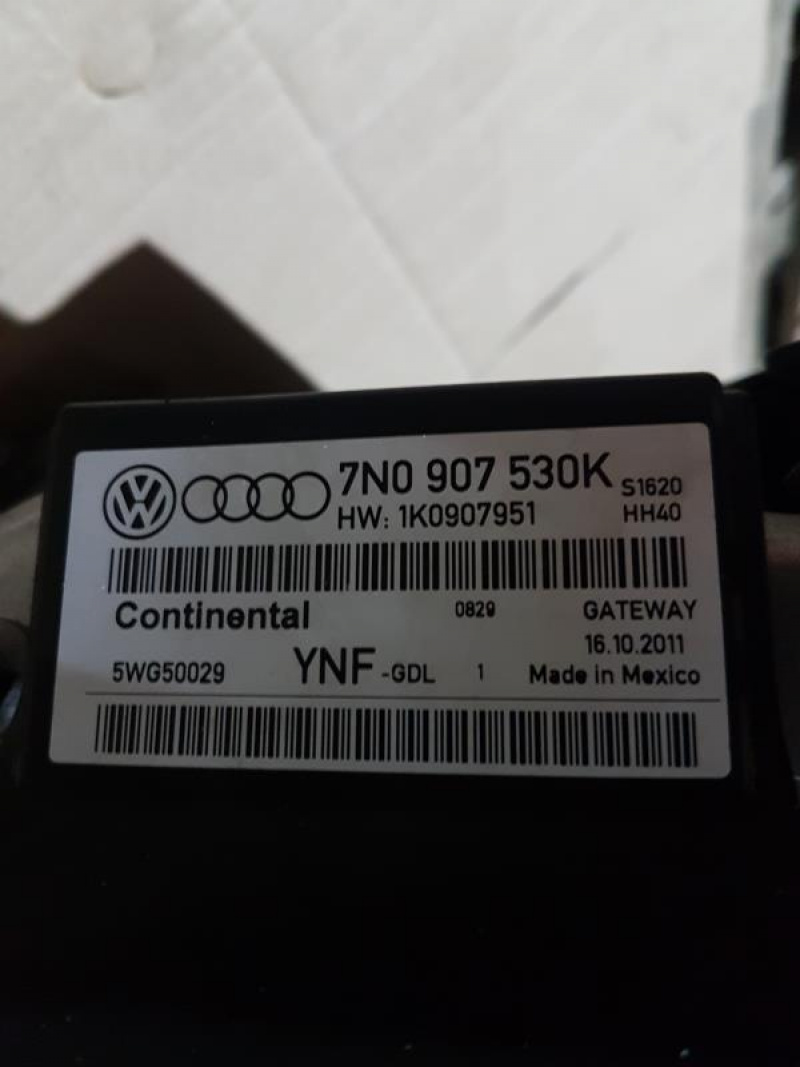 7N0 907 530K S1620
HW: 1K0907951 HH40
Continental 0829 GATEWAY
16.10.2011
5WG50029 YNF -GDL 1 Made in Mexico